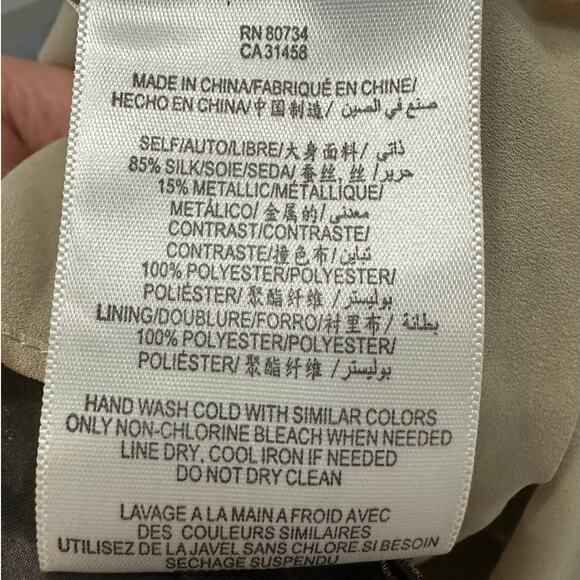 RN 80734
CA 31458
MADE IN CHINA/FABRIQUÉ EN CHINE/
HECHO EN CHINA/中国制造/ صنع في الصين
SELF/AUTO/LIBRE/大身面料/ ذاتي
85% SILK/SOIE/SEDA/ 蚕丝, 丝/ حرير
15% METALLIC/MÉTALLIQUE/
METÁLICO/ 金属的/ معدني
CONTRAST/CONTRASTE/
CONTRASTE/撞色布/ تباين
100% POLYESTER/POLYESTER/
POLIÉSTER/ 聚酯纤维 /بوليستر
LINING/DOUBLURE/FORRO/衬里布/ بطانة
100% POLYESTER/POLYESTER/
POLIÉSTER/ 聚酯纤维 /بوليستر
HAND WASH COLD WITH SIMILAR COLORS
ONLY NON-CHLORINE BLEACH WHEN NEEDED
LINE DRY, COOL IRON IF NEEDED
DO NOT DRY CLEAN
LAVAGE A LA MAIN A FROID AVEC
DES COULEURS SIMILAIRES
UTILISEZ DE LA JAVEL SANS CHLORE.SI BESOIN
SECHAGE SUSPENDU